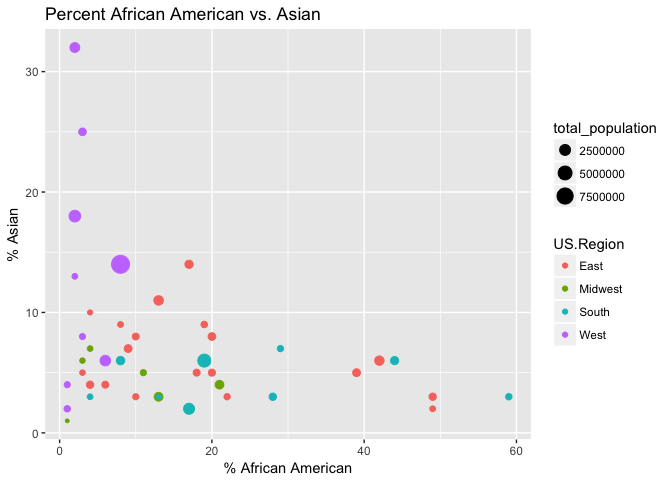 Percent African American vs. Asian
% Asian
30
20
10
0
0 20 40 60
% African American
total_population
2500000
5000000
7500000
US.Region
East
Midwest
South
West